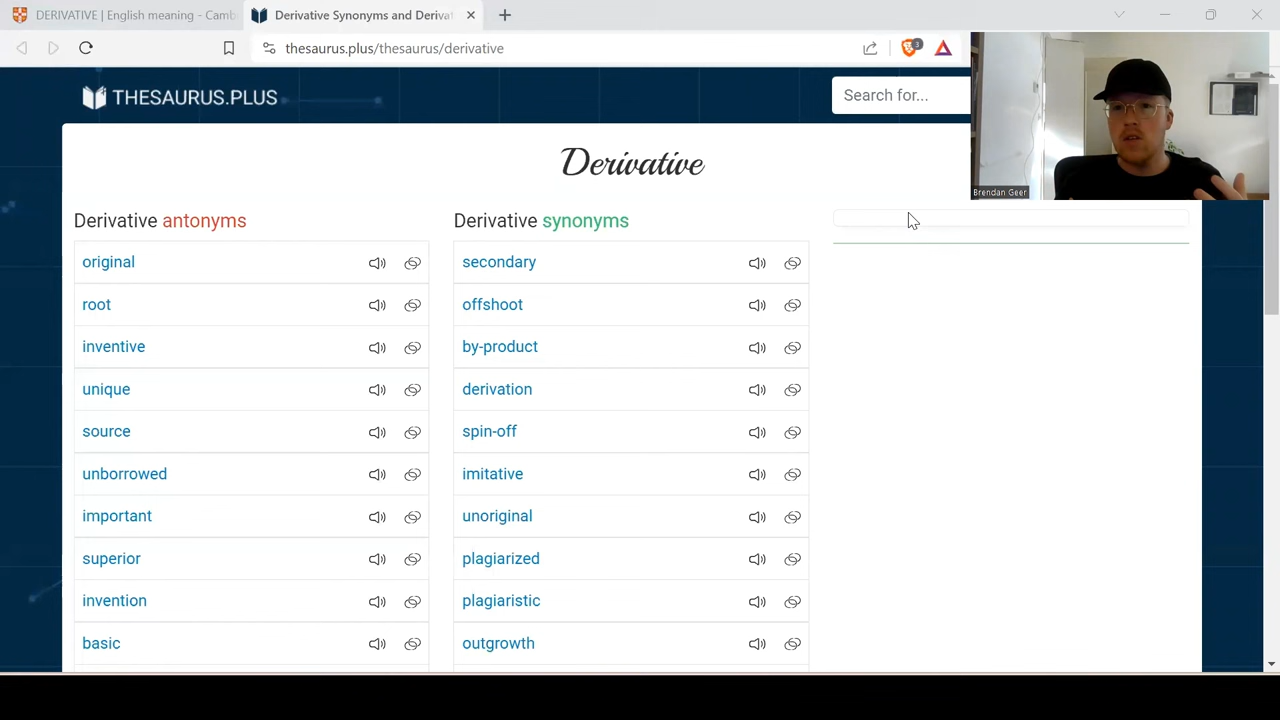 DERIVATIVE | English meaning - Camb
Derivative Synonyms and Deriva
thesaurus.plus/thesaurus/derivative
3
THESAURUS.PLUS
Search for...
Brendan Geer
Derivative
Derivative antonyms
original
root
inventive
unique
source
unborrowed
important
superior
invention
basic
Derivative synonyms
secondary
offshoot
by-product
derivation
spin-off
imitative
unoriginal
plagiarized
plagiaristic
outgrowth